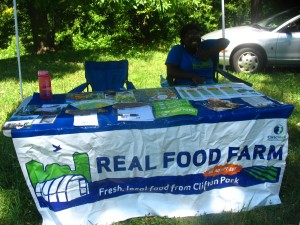 REAL FOOD FARM
Fresh, local food from Clifton Park